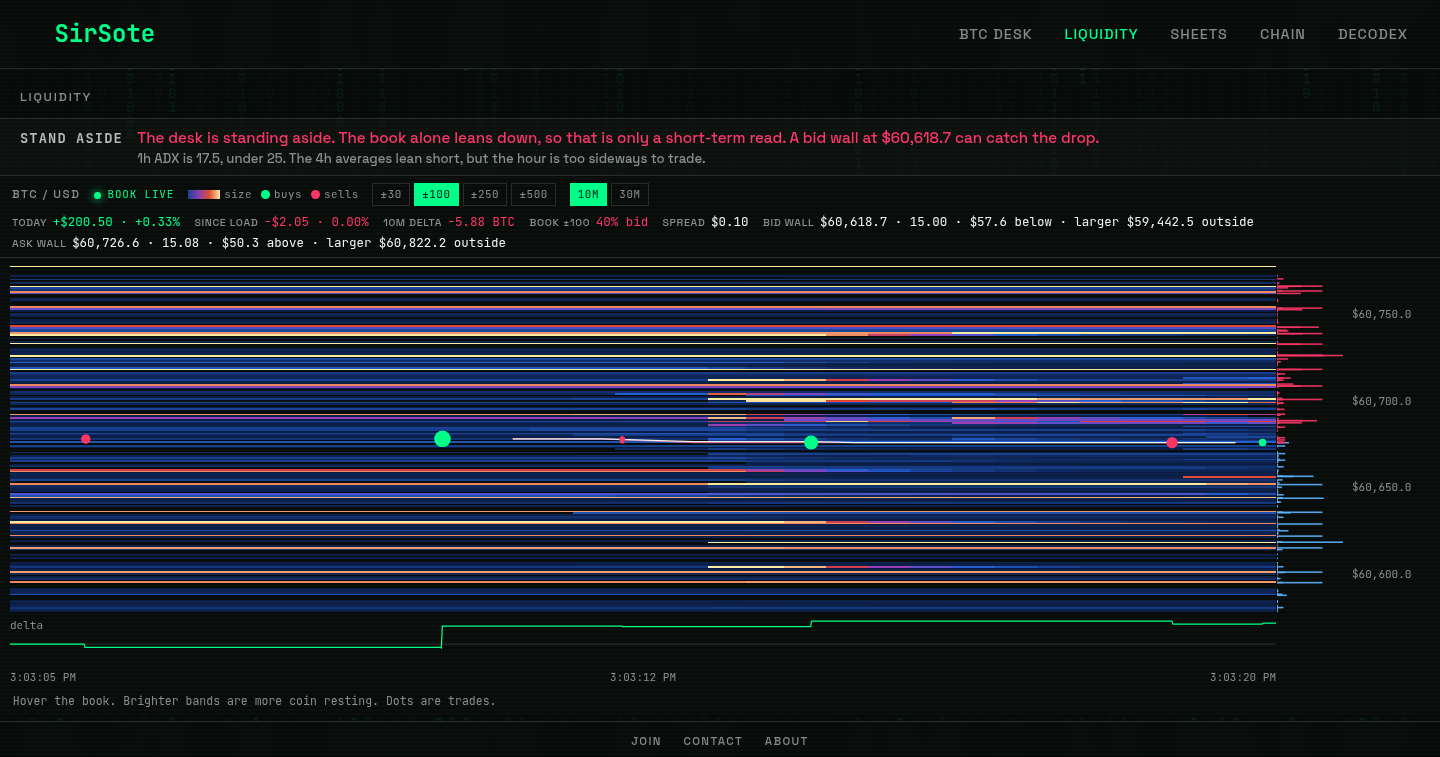 SirSote
BTC DESK LIQUIDITY SHEETS CHAIN DECODEX
LIQUIDITY
STAND ASIDE The desk is standing aside. The book alone leans down, so that is only a short-term read. A bid wall at $60,618.7 can catch the drop.
1h ADX is 17.5, under 25. The 4h averages lean short, but the hour is too sideways to trade.
BTC / USD BOOK LIVE size buys sells ±30 ±100 ±250 ±500 10M 30M
TODAY +$200.50 · +0.33% SINCE LOAD -$2.05 · 0.00% 10M DELTA -5.88 BTC BOOK ±100 40% bid SPREAD $0.10 BID WALL $60,618.7 · 15.00 · $57.6 below · larger $59,442.5 outside
ASK WALL $60,726.6 · 15.08 · $50.3 above · larger $60,822.2 outside
$60,750.0
$60,700.0
$60,650.0
$60,600.0
delta
3:03:05 PM 3:03:12 PM 3:03:20 PM
Hover the book. Brighter bands are more coin resting. Dots are trades.
JOIN CONTACT ABOUT